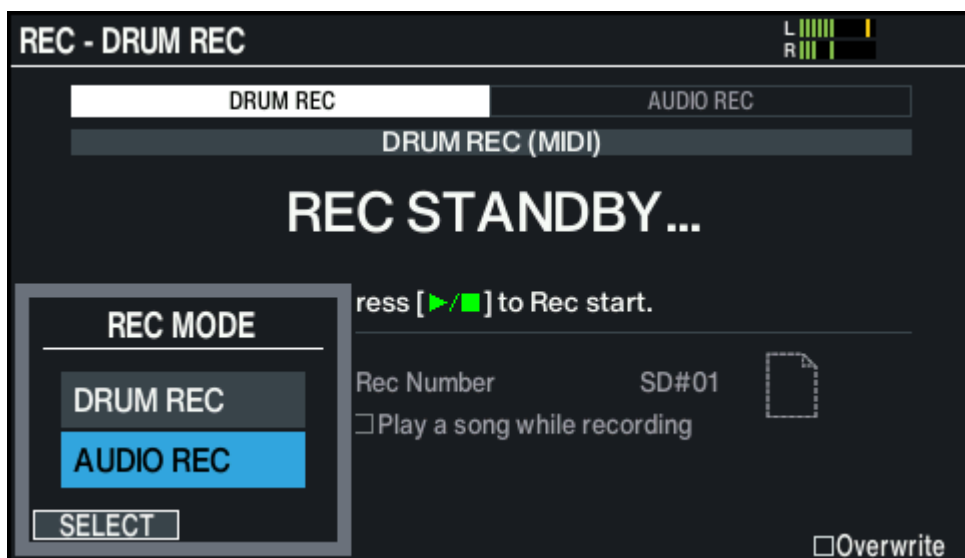 REC - DRUM REC
L
R
DRUM REC
AUDIO REC
DRUM REC (MIDI)
REC STANDBY...
ress [▶/■] to Rec start.
REC MODE
DRUM REC
AUDIO REC
SELECT
Rec Number SD#01
☐Play a song while recording
☐Overwrite